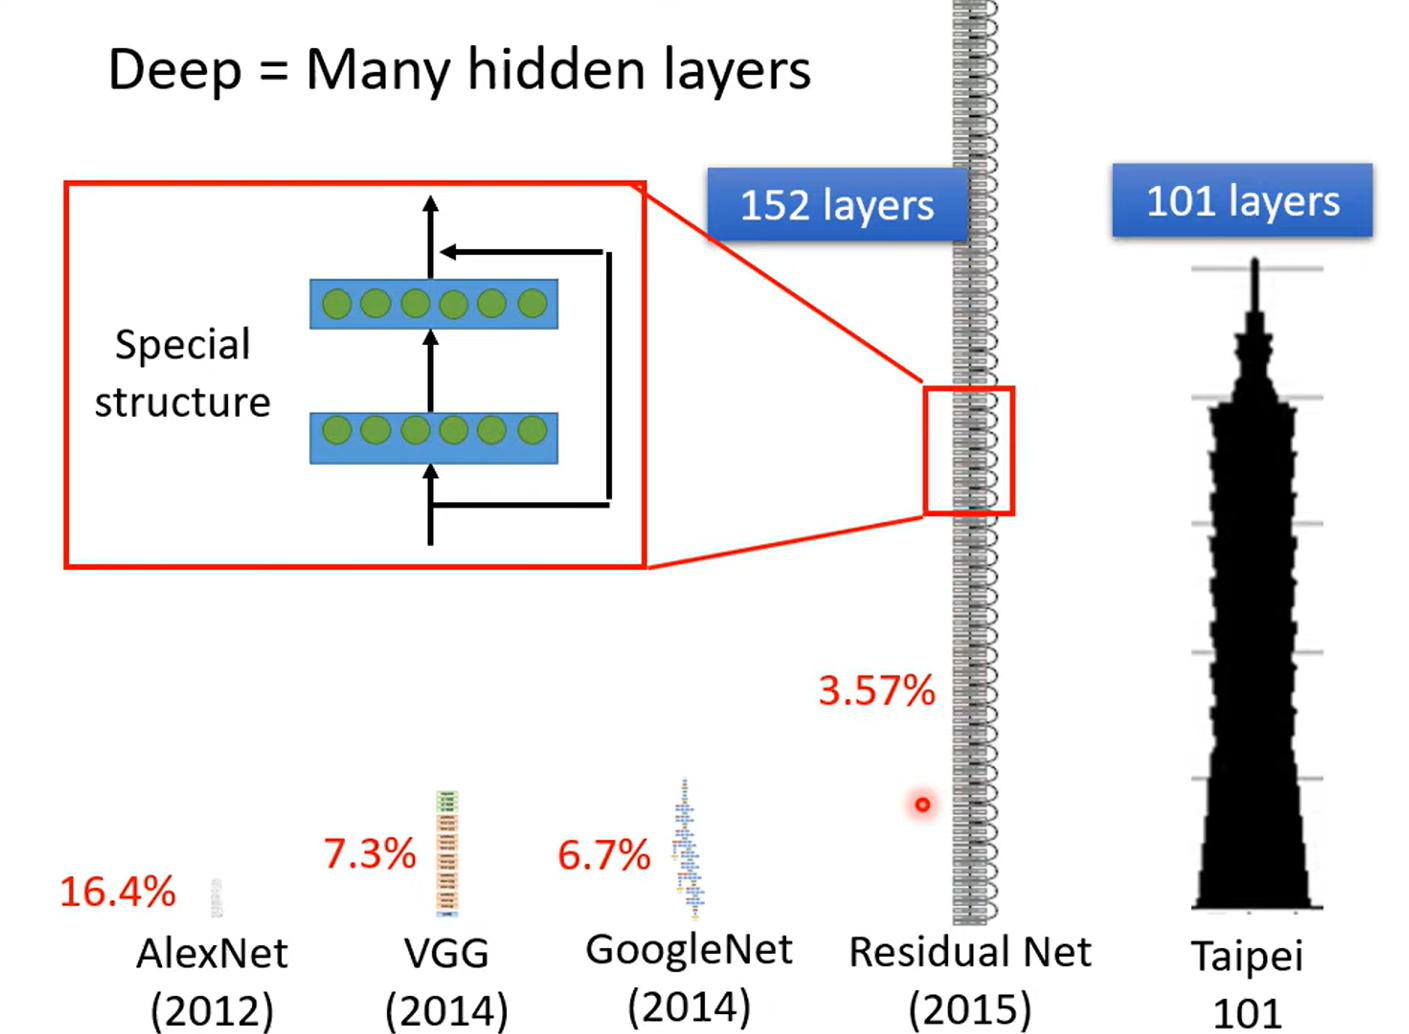 Deep = Many hidden layers
152 layers
101 layers
Special
structure
3.57%
7.3%
6.7%
16.4%
AlexNet
(2012)
VGG
(2014)
GoogleNet
(2014)
Residual Net
(2015)
Taipei
101